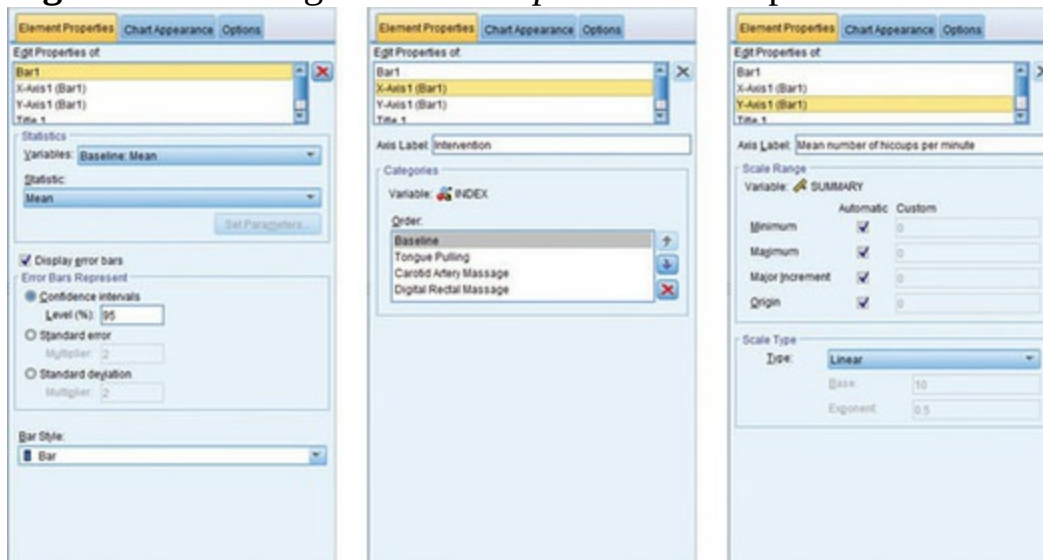 Element Properties Chart Appearance Options
Edit Properties of:
Bar1
X-Axis1 (Bar1)
Y-Axis1 (Bar1)
Title 1
Statistics
Variables: Baseline: Mean
Statistic:
Mean
Set Parameters...
Display error bars
Error Bars Represent
Confidence intervals
Level (%): 95
Standard error
Multiplier: 2
Standard deviation
Multiplier: 2
Bar Style:
Bar
Element Properties Chart Appearance Options
Edit Properties of:
Bar1
X-Axis1 (Bar1)
Y-Axis1 (Bar1)
Title 1
Axis Label: Intervention
Categories
Variable: INDEX
Order:
Baseline
Tongue Pulling
Carotid Artery Massage
Digital Rectal Massage
Element Properties Chart Appearance Options
Edit Properties of:
Bar1
X-Axis1 (Bar1)
Y-Axis1 (Bar1)
Title 1
Axis Label: Mean number of hiccups per minute
Scale Range
Variable: SUMMARY
Automatic Custom
Minimum 0
Maximum 0
Major Increment 0
Origin 0
Scale Type
Type: Linear
Base: 10
Exponent: 0.5